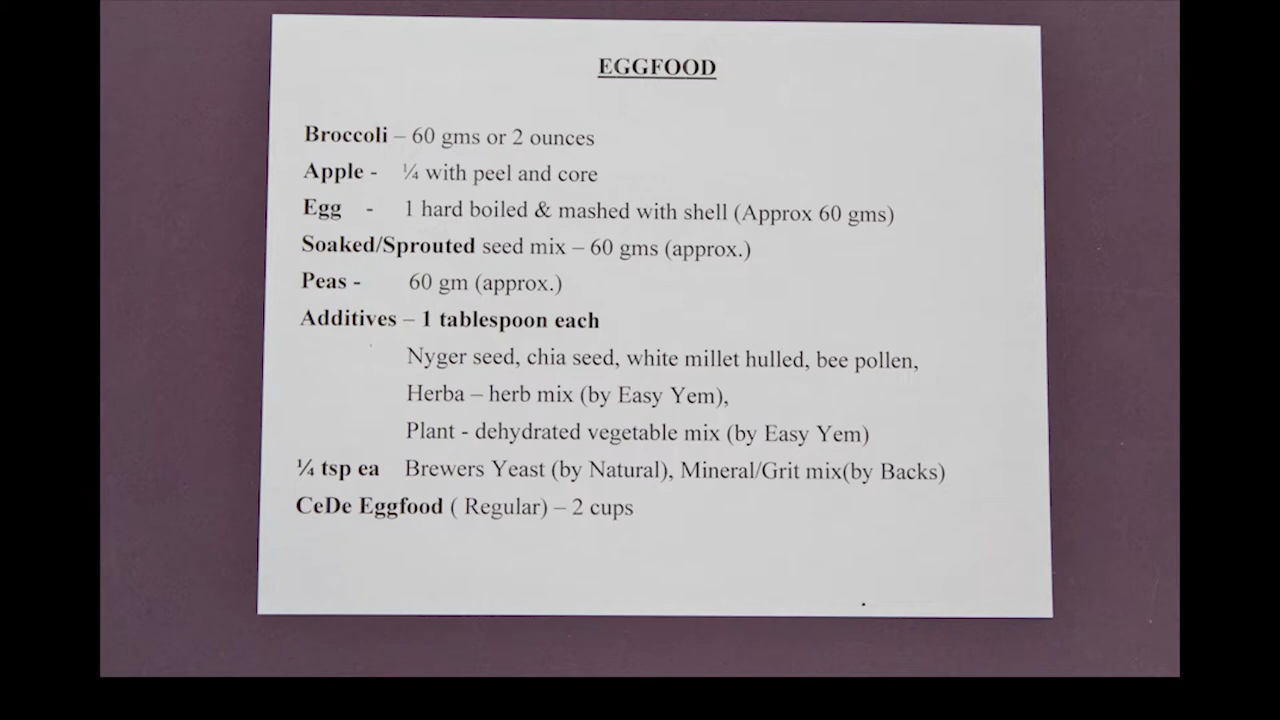 EGGFOOD
Broccoli – 60 gms or 2 ounces
Apple - ¼ with peel and core
Egg - 1 hard boiled & mashed with shell (Approx 60 gms)
Soaked/Sprouted seed mix – 60 gms (approx.)
Peas - 60 gm (approx.)
Additives – 1 tablespoon each
Nyger seed, chia seed, white millet hulled, bee pollen,
Herba – herb mix (by Easy Yem),
Plant - dehydrated vegetable mix (by Easy Yem)
¼ tsp ea Brewers Yeast (by Natural), Mineral/Grit mix(by Backs)
CeDe Eggfood ( Regular) – 2 cups